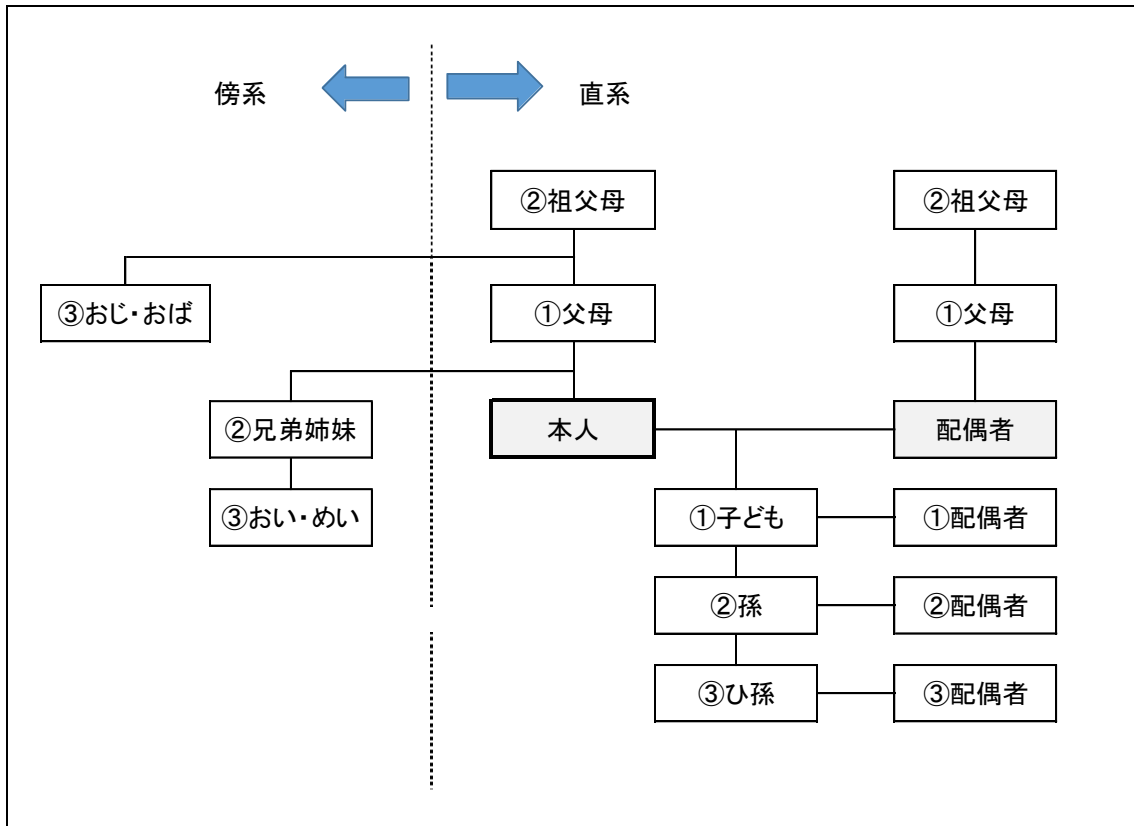 傍系
直系
②祖父母
②祖父母
③おじ・おば
①父母
①父母
②兄弟姉妹
本人
配偶者
③おい・めい
①子ども
①配偶者
②孫
②配偶者
③ひ孫
③配偶者